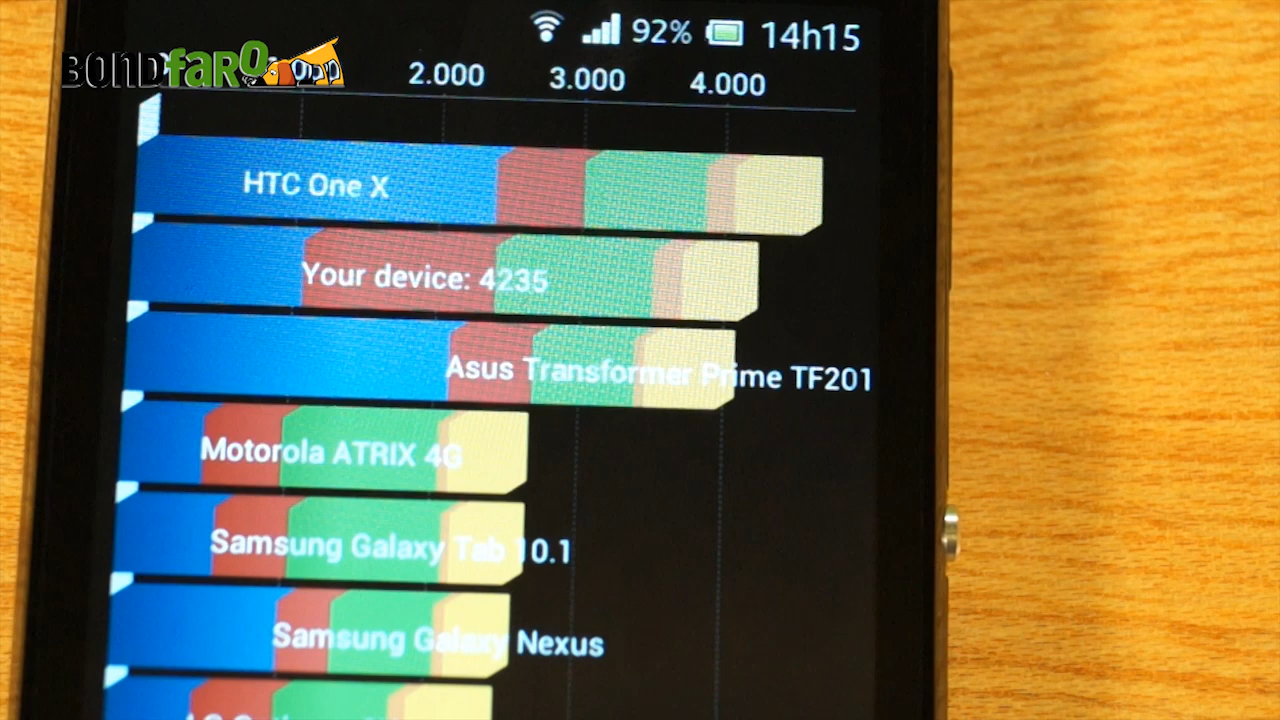 92% 14h15
BONDFARO
2.000 3.000 4.000
HTC One X
Your device: 4235
Asus Transformer Prime TF201
Motorola ATRIX 4G
Samsung Galaxy Tab 10.1
Samsung Galaxy Nexus